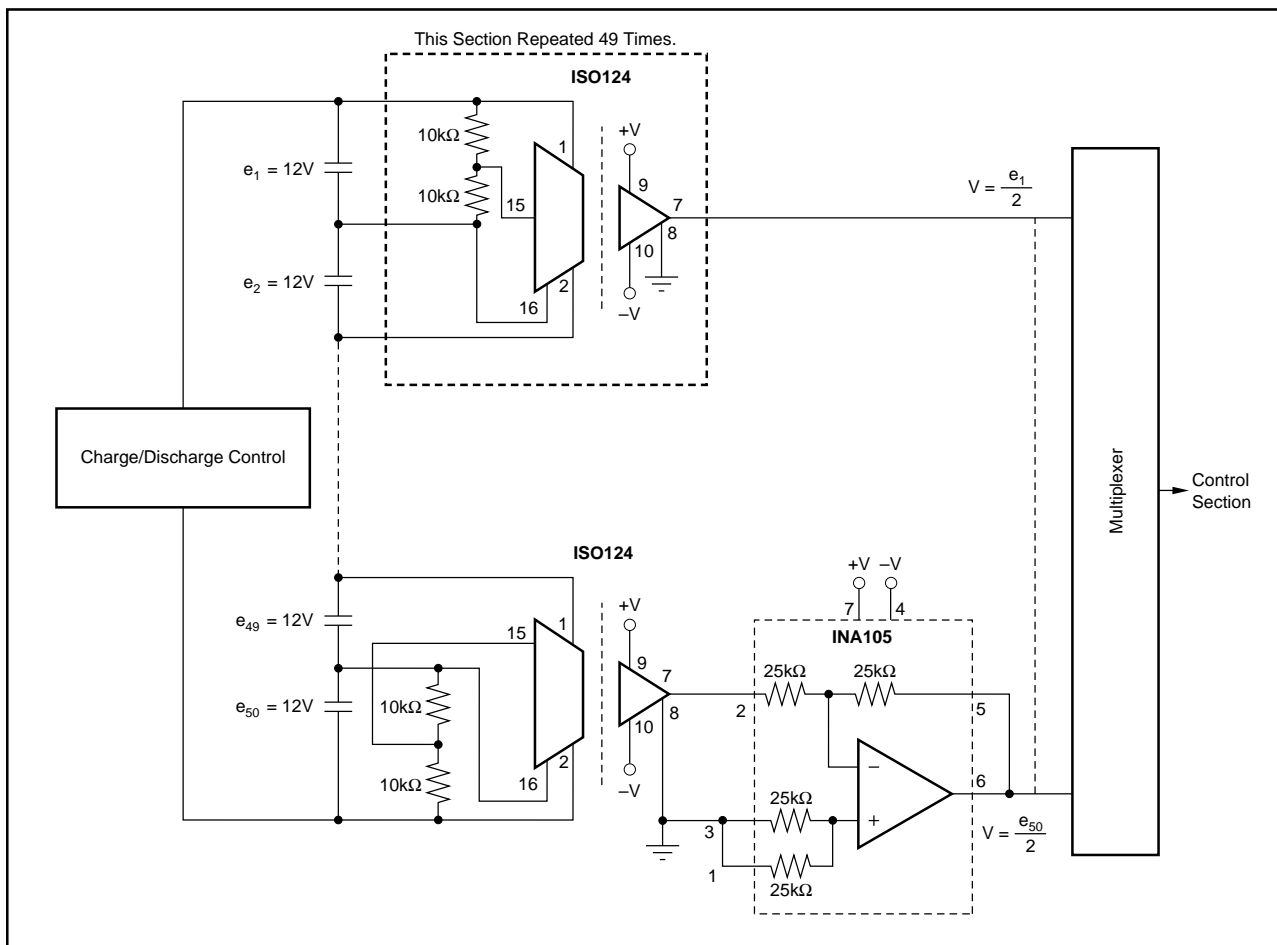 This Section Repeated 49 Times.
ISO124
10kΩ
10kΩ
1
15
16
2
+V
9
7
8
10
–V
e1 = 12V
e2 = 12V
V = e1/2
Charge/Discharge Control
Multiplexer
Control
Section
ISO124
e49 = 12V
e50 = 12V
10kΩ
10kΩ
15
1
16
2
+V
9
7
8
10
–V
+V –V
7 4
INA105
25kΩ 25kΩ
2 5
–
+
6
3
25kΩ
1
25kΩ
V = e50/2